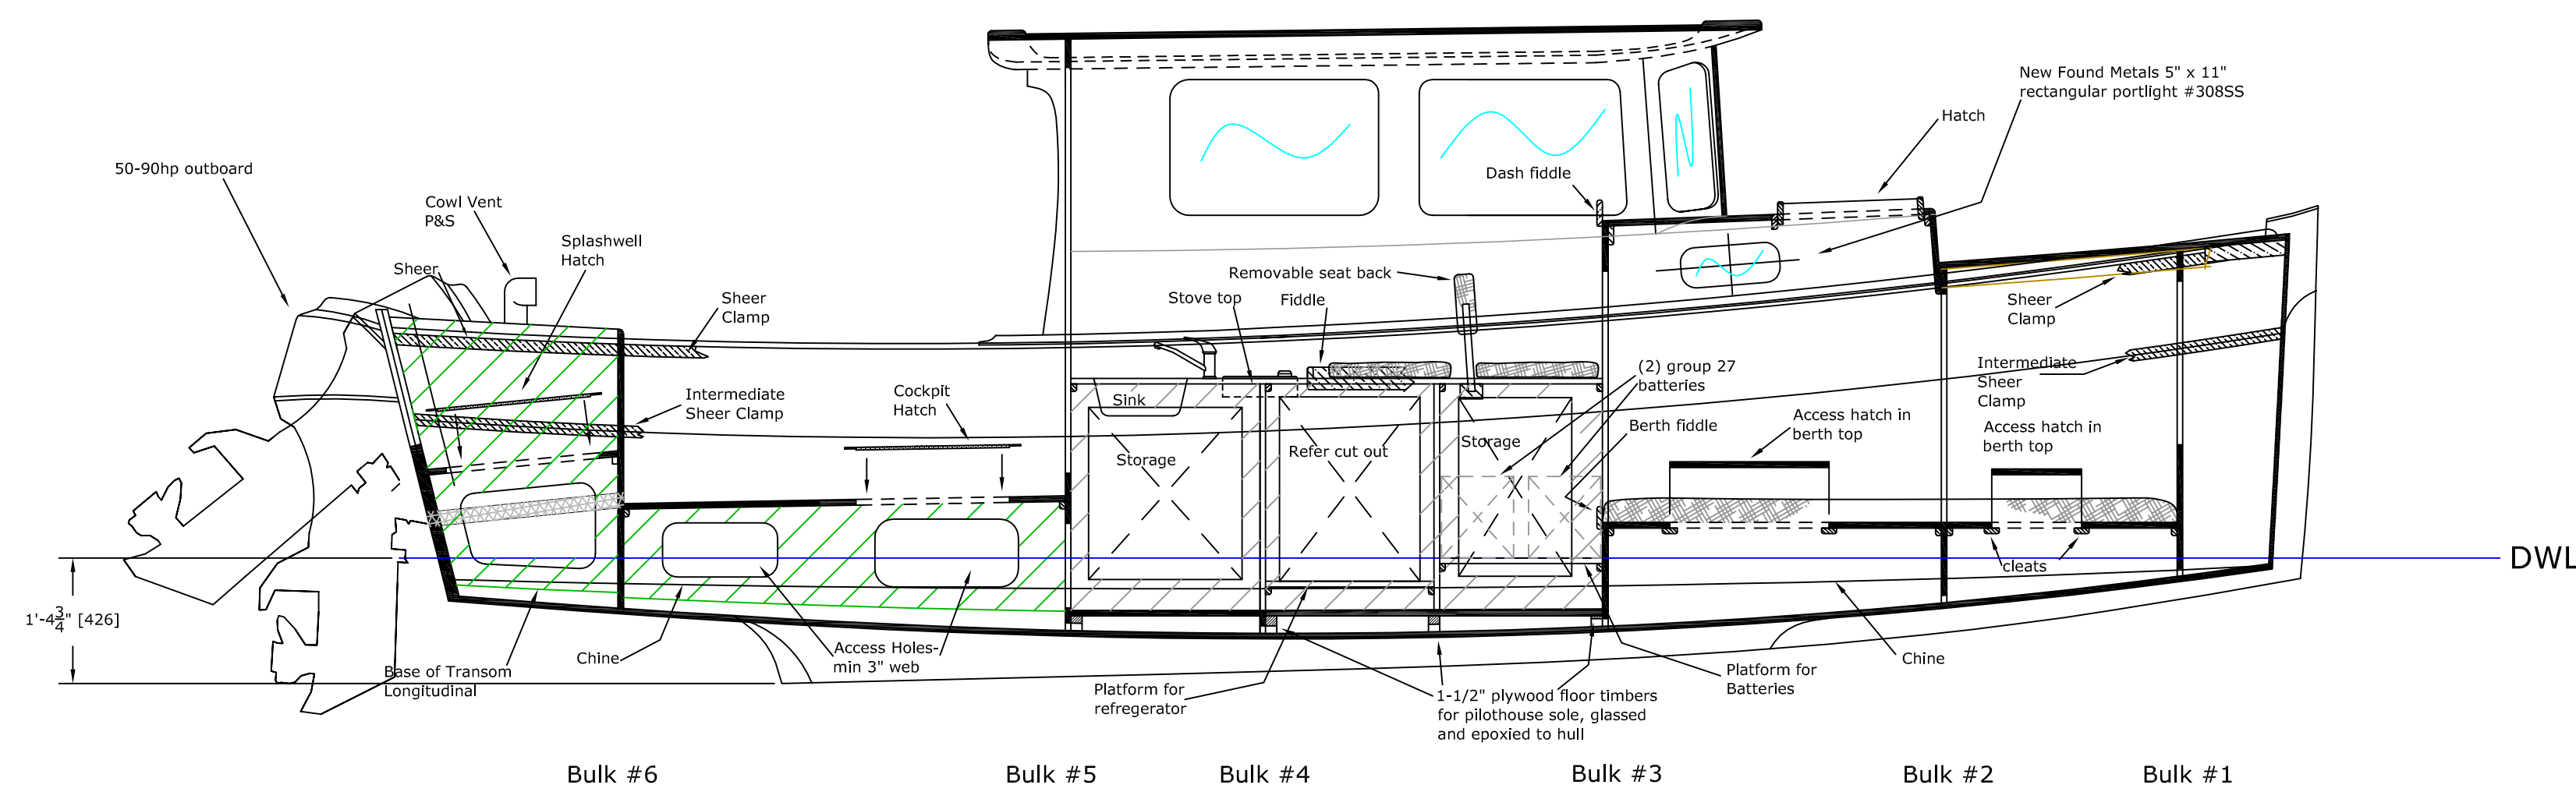 New Found Metals 5" x 11"
rectangular portlight #308SS
Hatch
50-90hp outboard
Dash fiddle
Cowl Vent
P&S
Splashwell
Hatch
Sheer
Removable seat back
Stove top
Fiddle
Sheer
Clamp
Sheer
Clamp
(2) group 27
batteries
Intermediate
Sheer
Clamp
Intermediate
Sheer Clamp
Cockpit
Hatch
Sink
Access hatch in
berth top
Berth fiddle
Access hatch in
berth top
Storage
Refer cut out
Storage
DWL
cleats
1'-4 3/4" [426]
Base of Transom
Longitudinal
Chine
Access Holes-
min 3" web
Platform for
refregerator
1-1/2" plywood floor timbers
for pilothouse sole, glassed
and epoxied to hull
Platform for
Batteries
Chine
Bulk #6
Bulk #5
Bulk #4
Bulk #3
Bulk #2
Bulk #1